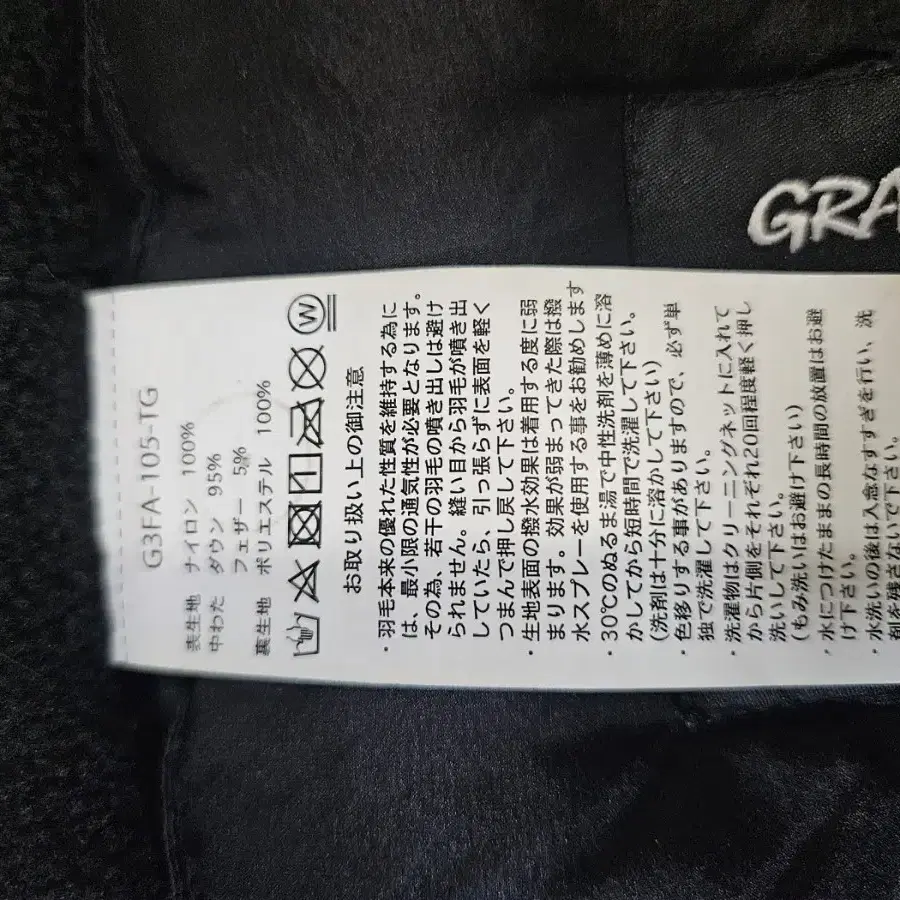 G3FA-105-TG
表生地 ナイロン 100%
中わた ダウン 95%
フェザー 5%
裏生地 ポリエステル 100%
W
お取り扱い上の御注意
・羽毛本来の優れた性質を維持する為に
は、最小限の通気性が必要となります。
その為、若干の羽毛の噴き出しは避け
られません。縫い目から羽毛が噴き出
していたら、引っ張らずに表面を軽く
つまんで押し戻して下さい。
・生地表面の撥水効果は着用する度に弱
まります。効果が弱まってきた際は撥
水スプレーを使用する事をお勧めします
・30℃のぬるま湯で中性洗剤を薄めに溶
かしてから短時間で洗濯して下さい。
(洗剤は十分に溶かして下さい)
・色移りする事がありますので、必ず単
独で洗濯して下さい。
・洗濯物はクリーニングネットに入れて
から片側をそれぞれ20回程度軽く押し
洗いして下さい。
(もみ洗いはお避け下さい)
・水につけたままの長時間の放置はお避
け下さい。
・水洗いの後は入念なすすぎを行い、洗
剤を残さないで下さい
GRA